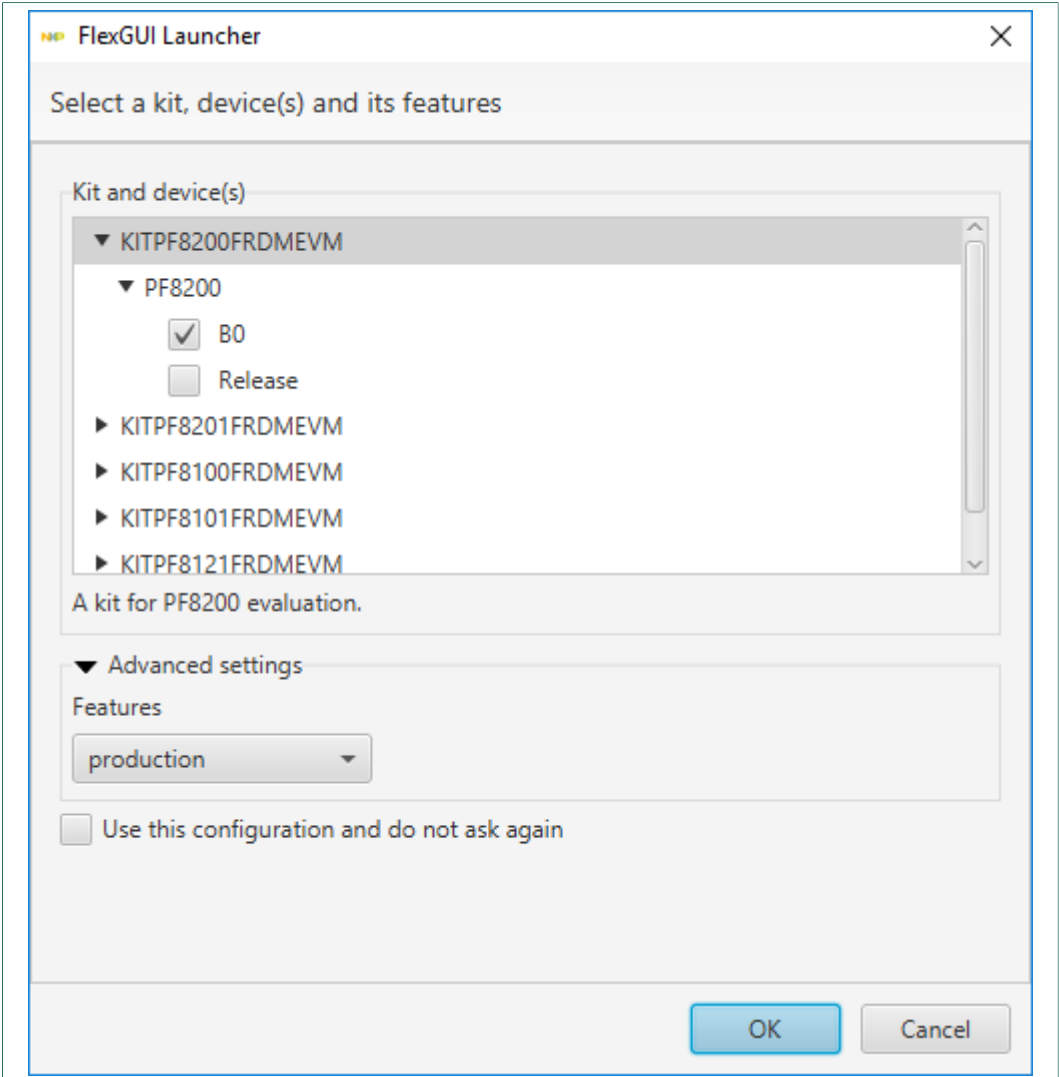 NXP FlexGUI Launcher
Select a kit, device(s) and its features
Kit and device(s)
KITPF8200FRDMEVM
PF8200
B0
Release
KITPF8201FRDMEVM
KITPF8100FRDMEVM
KITPF8101FRDMEVM
KITPF8121FRDMEVM
A kit for PF8200 evaluation.
Advanced settings
Features
production
Use this configuration and do not ask again
OK Cancel